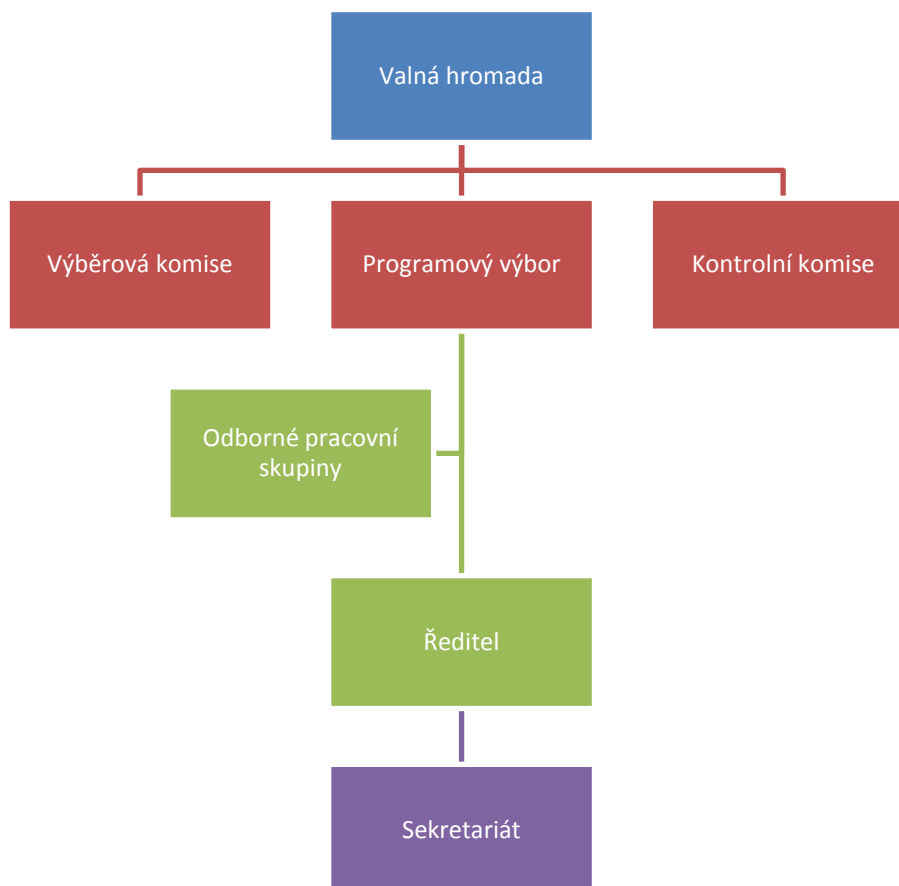 Valná hromada
Výběrová komise
Programový výbor
Kontrolní komise
Odborné pracovní
skupiny
Ředitel
Sekretariát